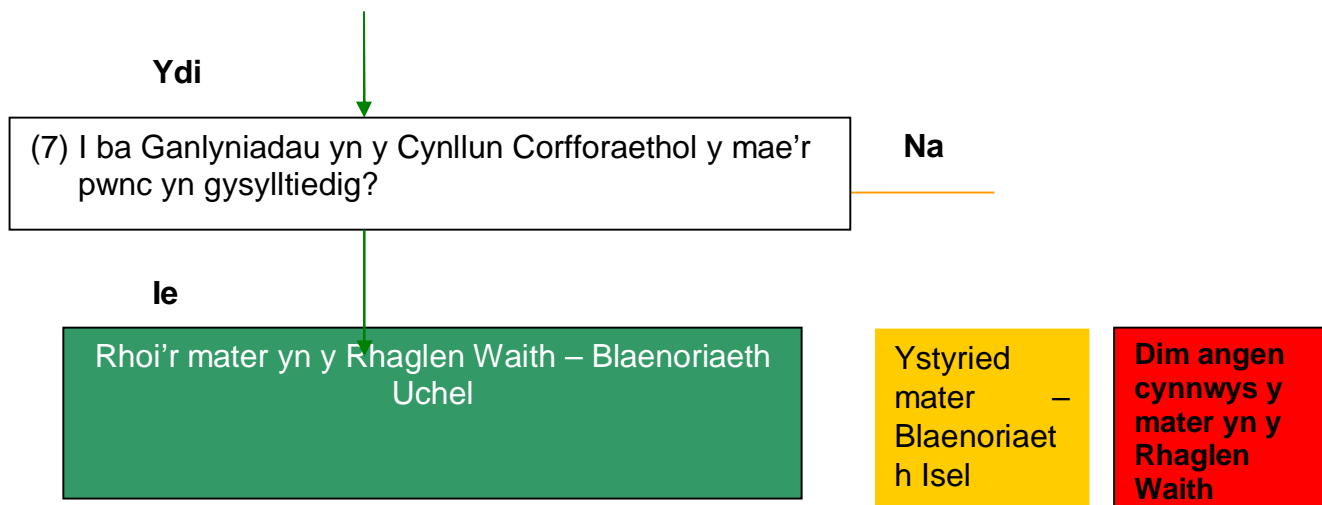 Ydi
(7) I ba Ganlyniadau yn y Cynllun Corfforaethol y mae'r
pwnc yn gysylltiedig?
Na
Ie
Rhoi'r mater yn y Rhaglen Waith – Blaenoriaeth
Uchel
Ystyried
mater –
Blaenoriaet
h Isel
Dim angen
cynnwys y
mater yn y
Rhaglen
Waith